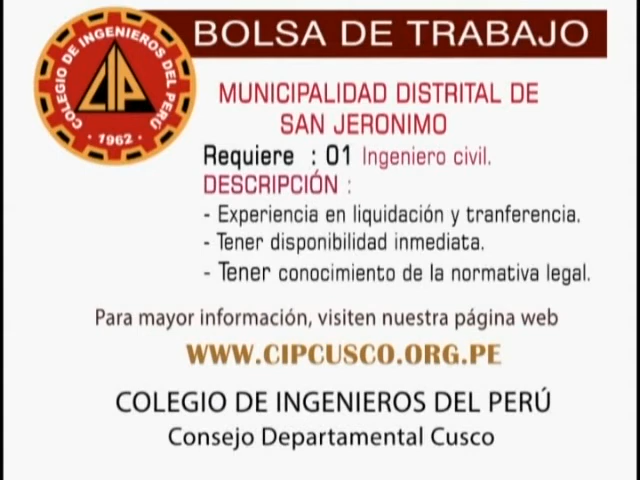 COLEGIO DE INGENIEROS DEL PERÚ
CIP
· 1962 ·
BOLSA DE TRABAJO
MUNICIPALIDAD DISTRITAL DE
SAN JERONIMO
Requiere : 01 Ingeniero civil.
DESCRIPCIÓN :
- Experiencia en liquidación y tranferencia.
- Tener disponibilidad inmediata.
- Tener conocimiento de la normativa legal.
Para mayor información, visiten nuestra página web
WWW.CIPCUSCO.ORG.PE
COLEGIO DE INGENIEROS DEL PERÚ
Consejo Departamental Cusco